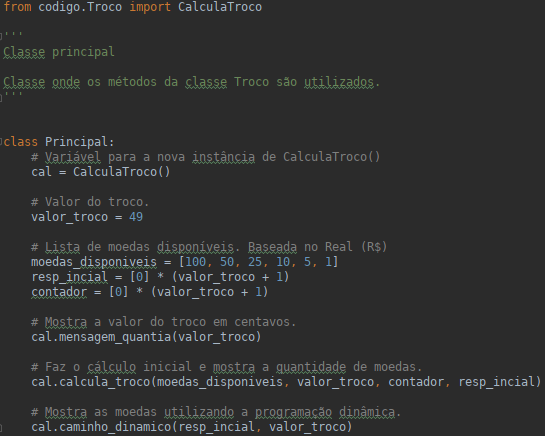 from codigo.Troco import CalculaTroco
'''
Classe principal
Classe onde os métodos da classe Troco são utilizados.
'''
class Principal:
# Variável para a nova instância de CalculaTroco()
cal = CalculaTroco()
# Valor do troco.
valor_troco = 49
# Lista de moedas disponíveis. Baseada no Real (R$)
moedas_disponiveis = [100, 50, 25, 10, 5, 1]
resp_incial = [0] * (valor_troco + 1)
contador = [0] * (valor_troco + 1)
# Mostra a valor do troco em centavos.
cal.mensagem_quantia(valor_troco)
# Faz o cálculo inicial e mostra a quantidade de moedas.
cal.calcula_troco(moedas_disponiveis, valor_troco, contador, resp_incial)
# Mostra as moedas utilizando a programação dinâmica.
cal.caminho_dinamico(resp_incial, valor_troco)